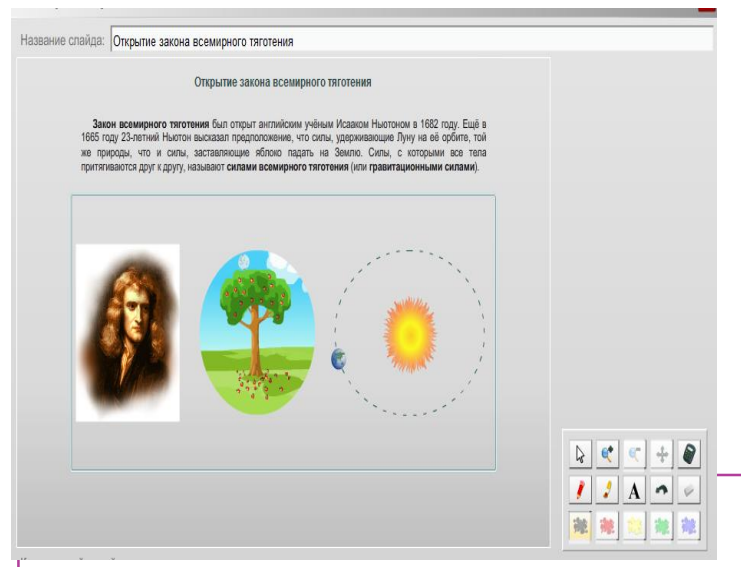 Название слайда: Открытие закона всемирного тяготения
Открытие закона всемирного тяготения
Закон всемирного тяготения был открыт английским учёным Исааком Ньютоном в 1682 году. Ещё в
1665 году 23-летний Ньютон высказал предположение, что силы, удерживающие Луну на её орбите, той
же природы, что и силы, заставляющие яблоко падать на Землю. Силы, с которыми все тела
притягиваются друг к другу, называют силами всемирного тяготения (или гравитационными силами).
A